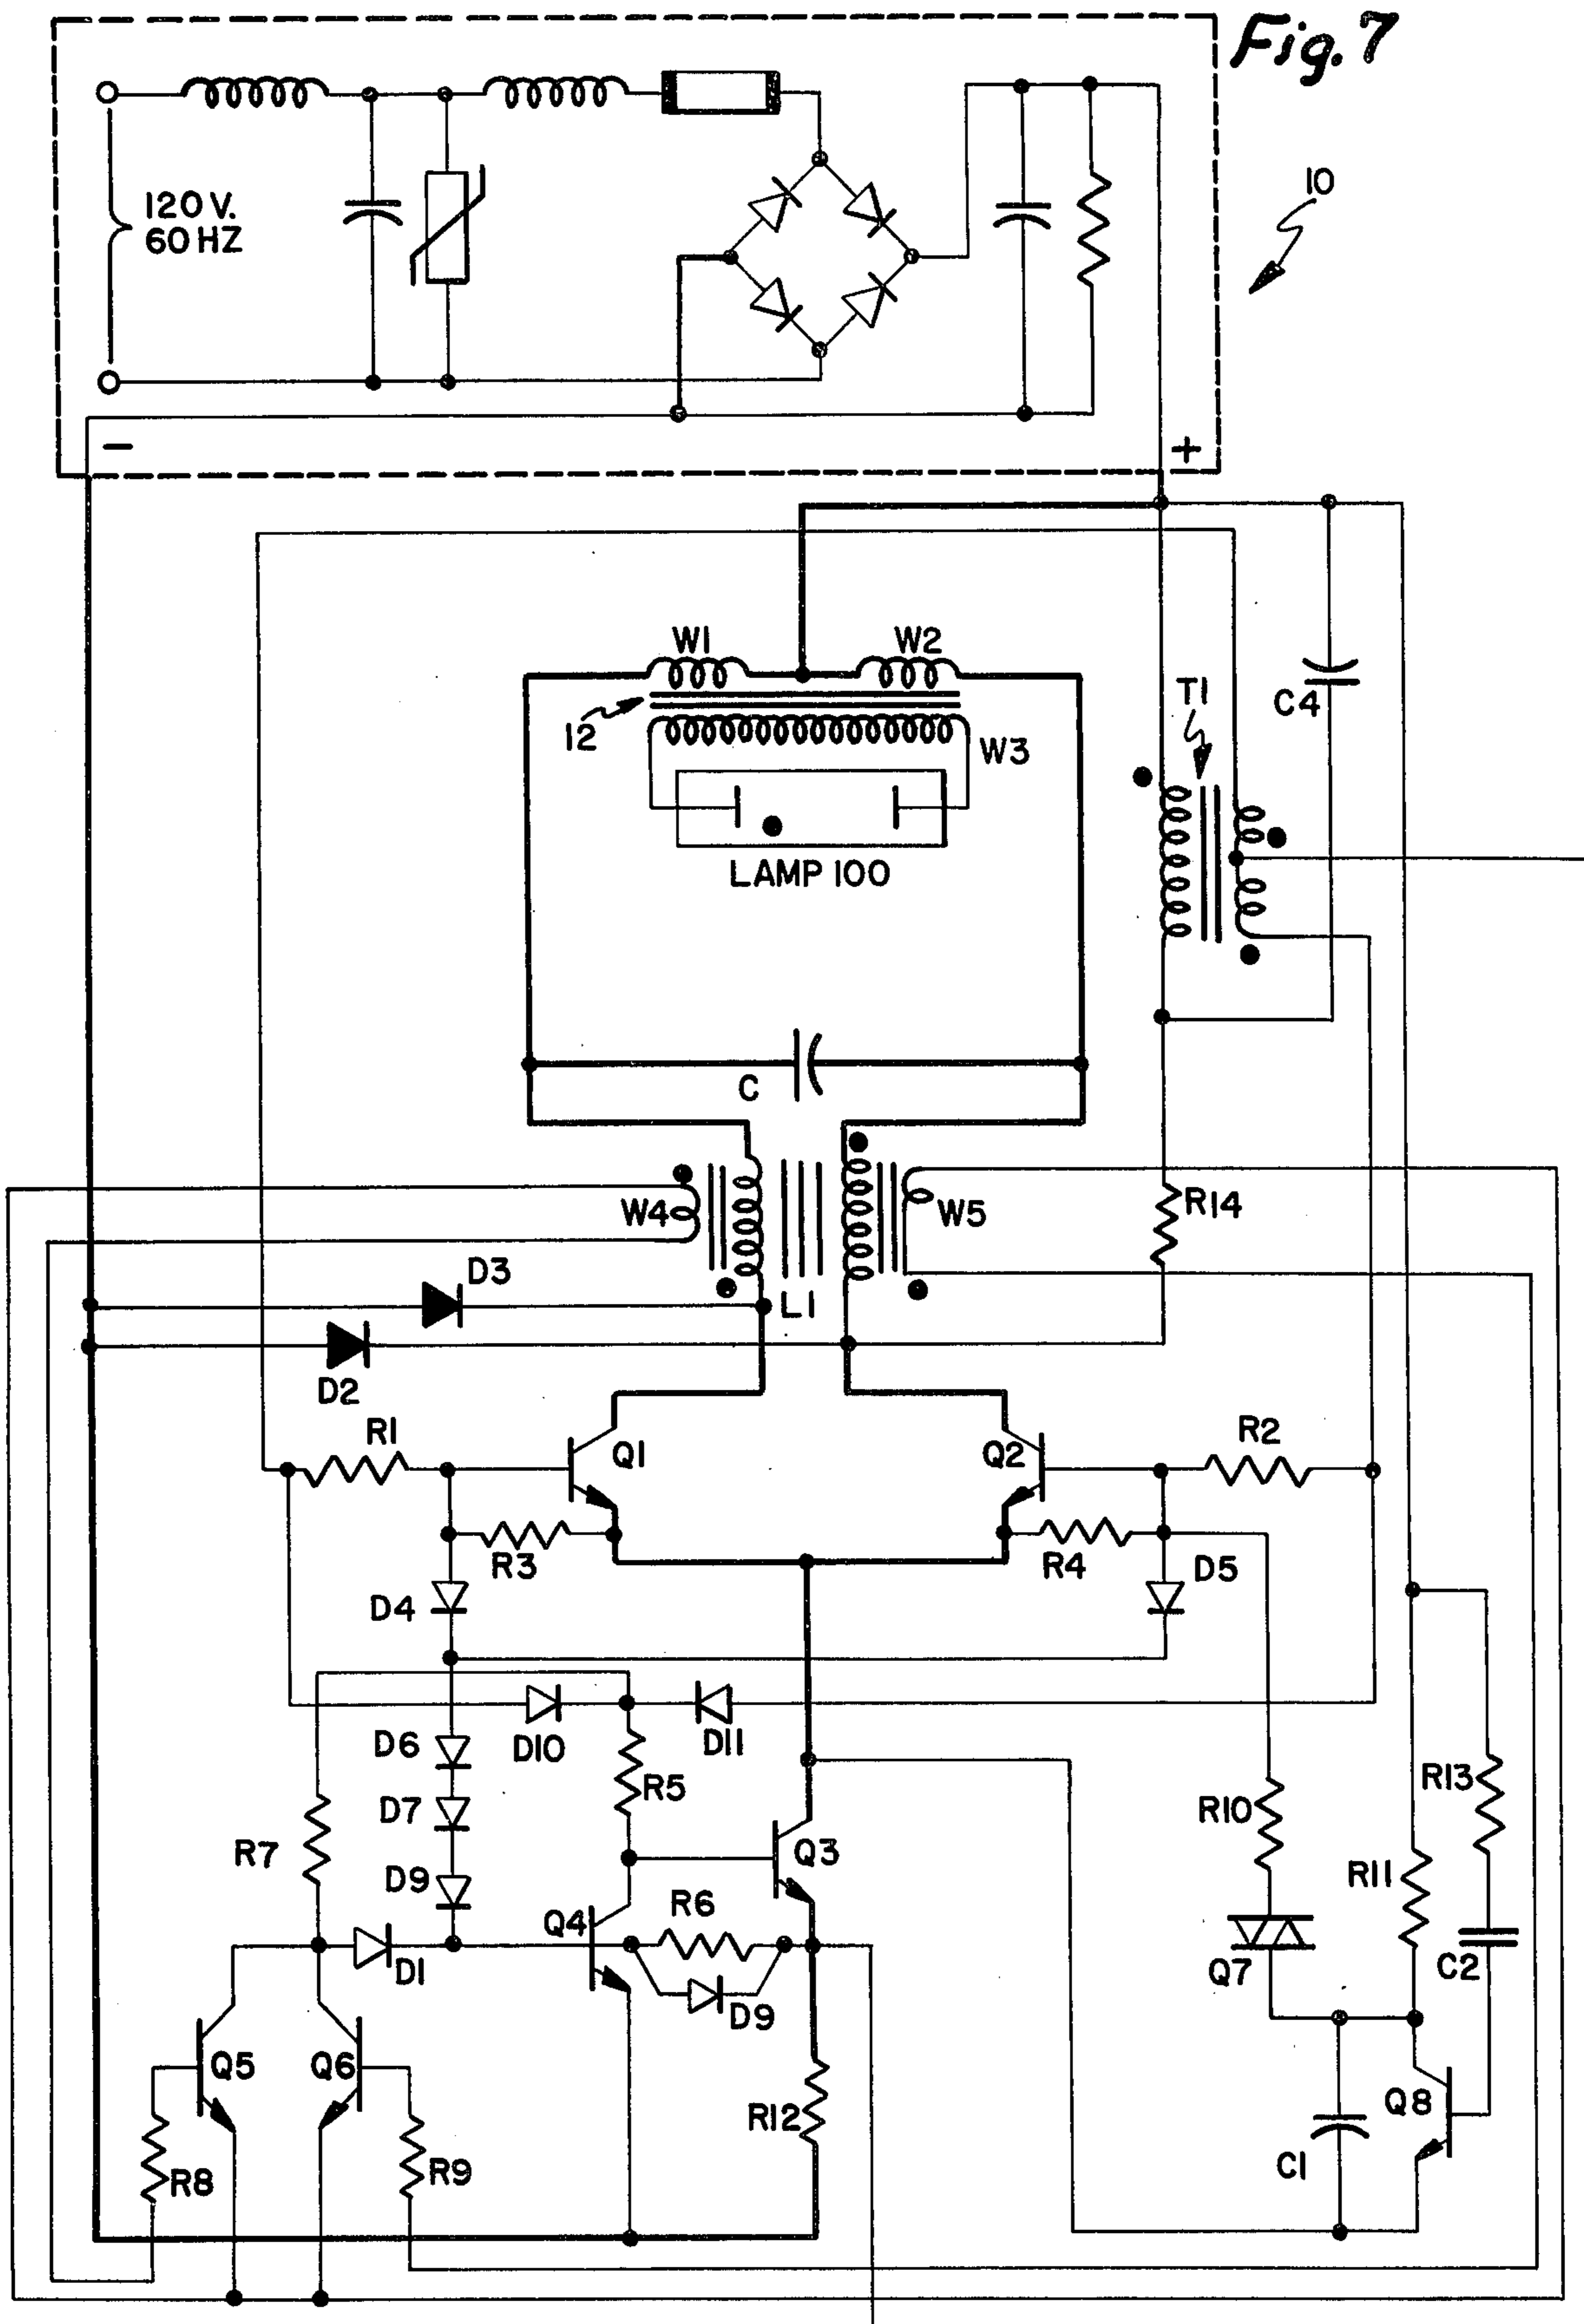 Fig. 7
120 V.
60 HZ
10
−
+
W1
W2
T1
C4
12
W3
LAMP 100
C
R14
W4
W5
D3
L1
D2
R1
Q1
Q2
R2
R3
R4
D5
D4
D6
D10
D11
R5
R13
D7
R10
R7
Q3
D9
R11
R6
Q4
D1
Q7
C2
D9
Q5
Q6
Q8
R12
R8
R9
C1